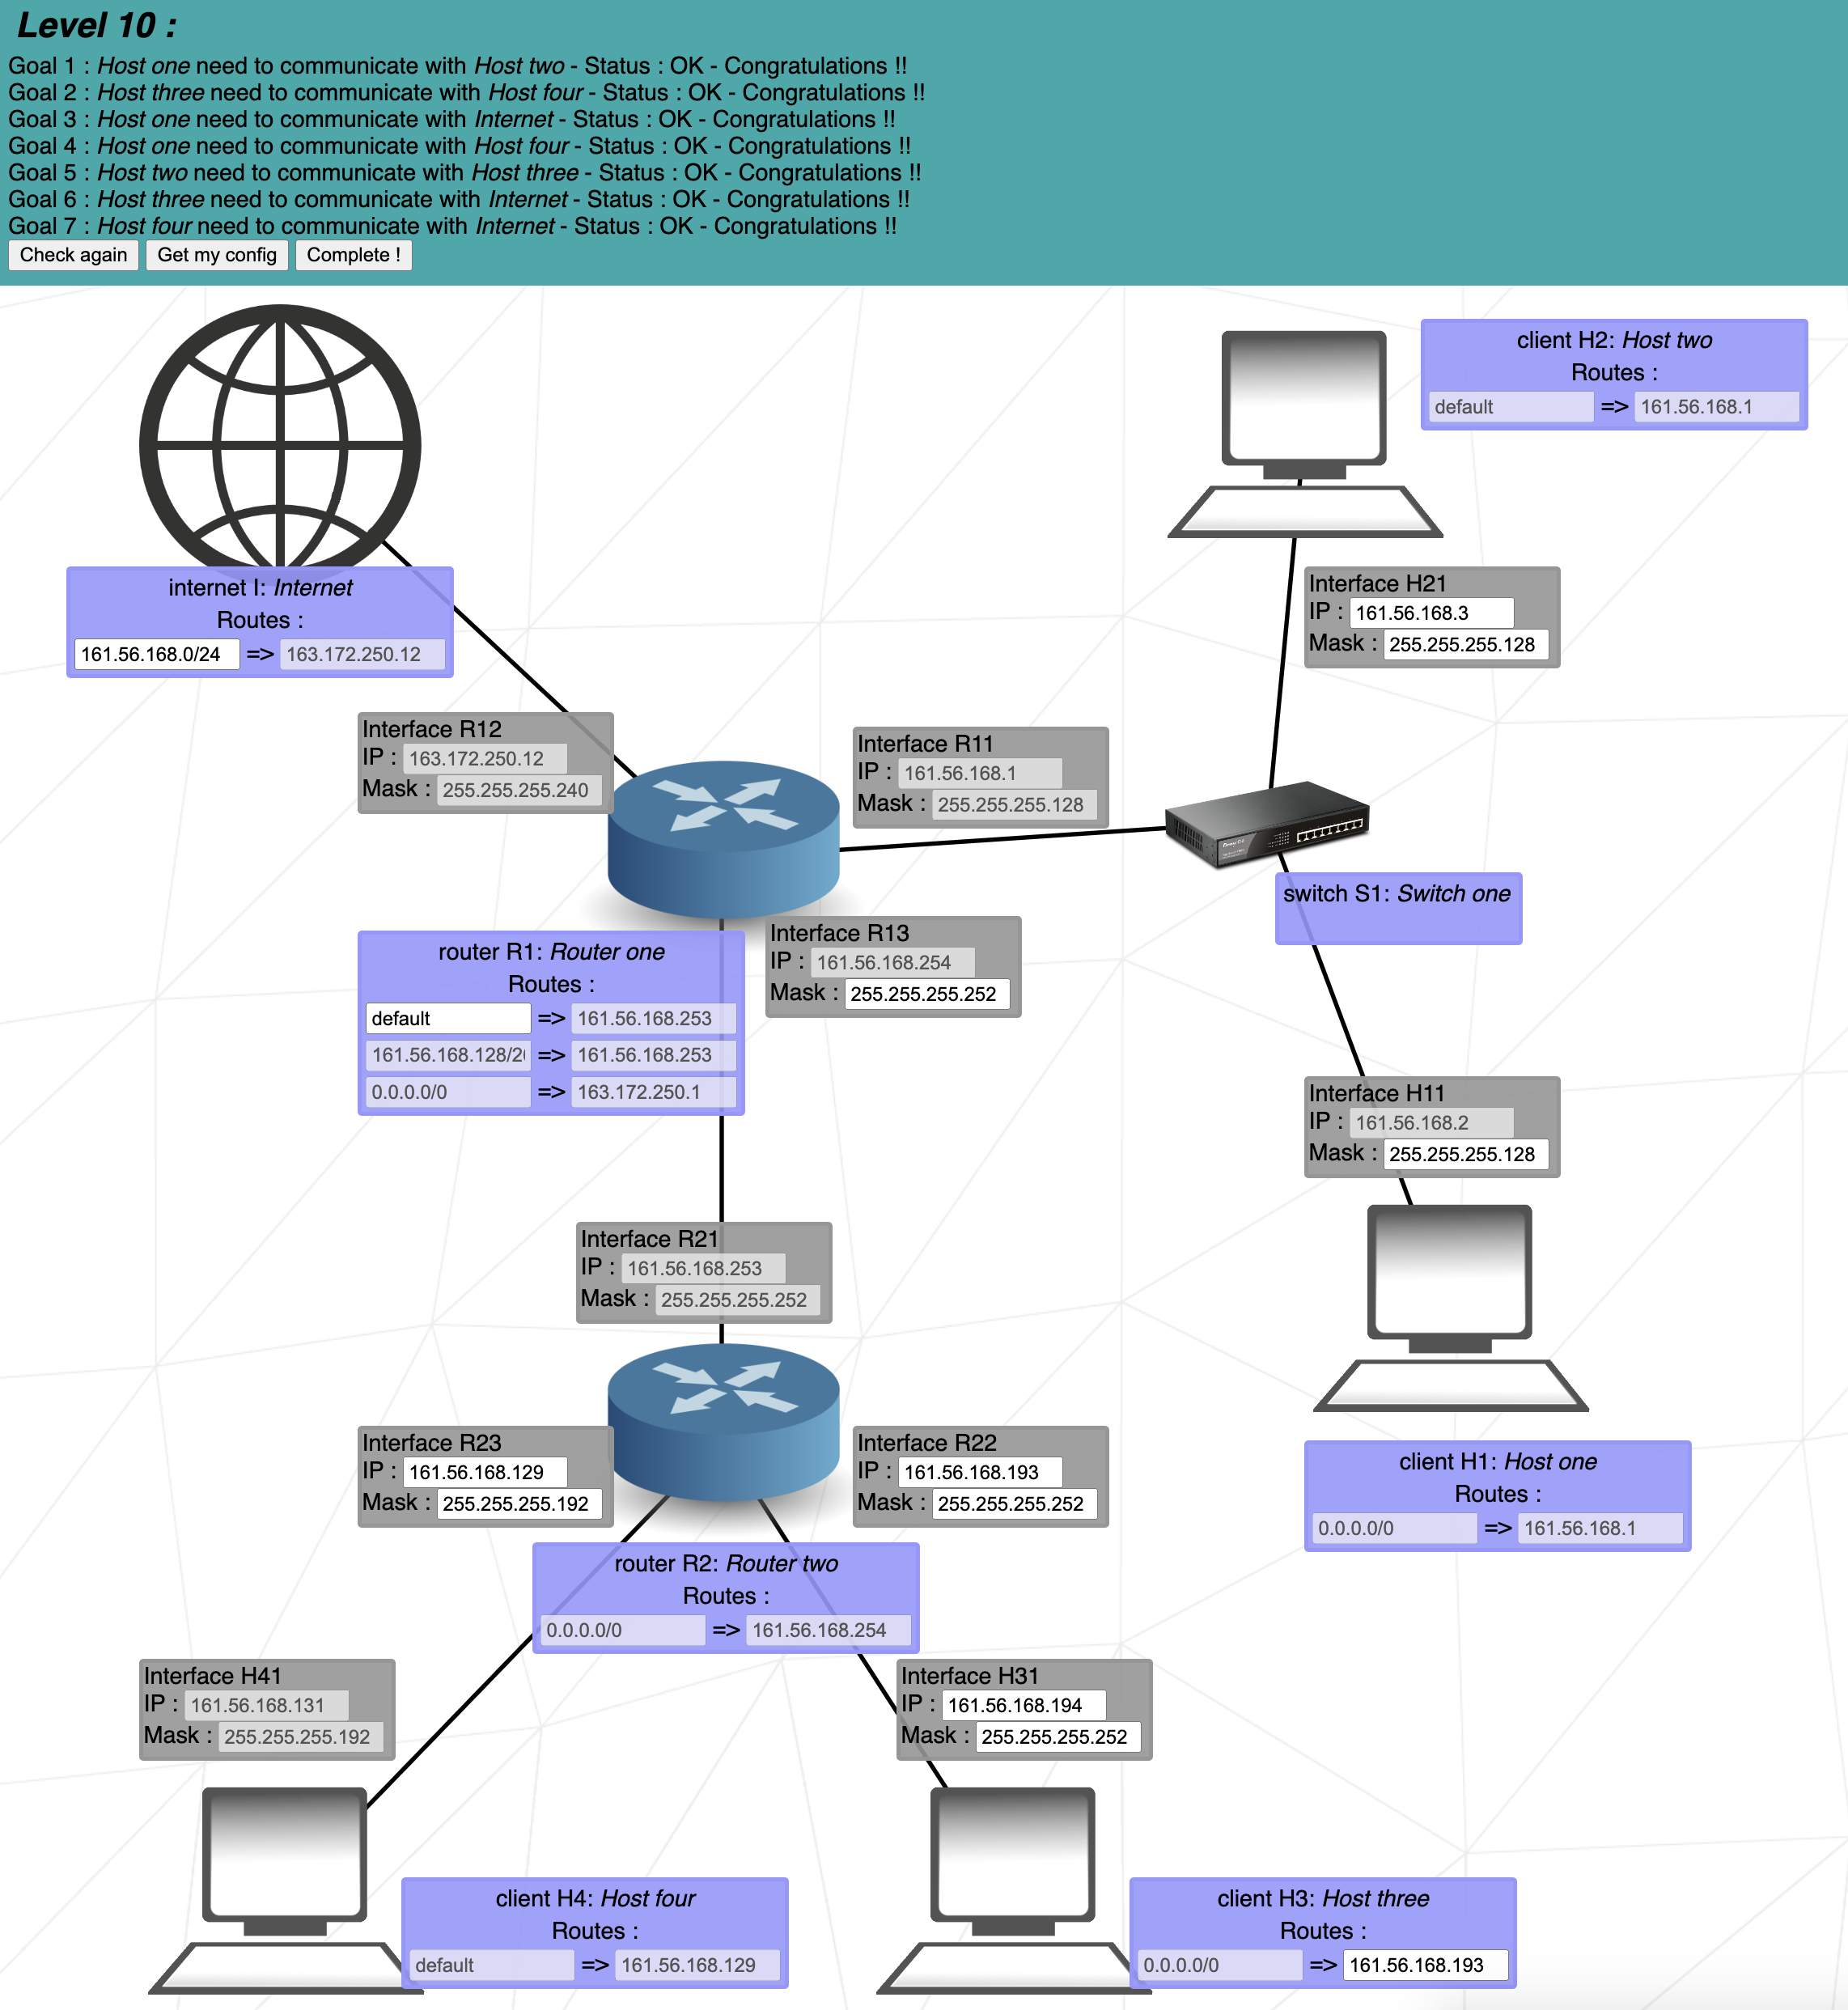 Level 10 :
Goal 1 : Host one need to communicate with Host two - Status : OK - Congratulations !!
Goal 2 : Host three need to communicate with Host four - Status : OK - Congratulations !!
Goal 3 : Host one need to communicate with Internet - Status : OK - Congratulations !!
Goal 4 : Host one need to communicate with Host four - Status : OK - Congratulations !!
Goal 5 : Host two need to communicate with Host three - Status : OK - Congratulations !!
Goal 6 : Host three need to communicate with Internet - Status : OK - Congratulations !!
Goal 7 : Host four need to communicate with Internet - Status : OK - Congratulations !!
Check again Get my config Complete !
client H2: Host two
Routes :
default => 161.56.168.1
internet I: Internet
Routes :
161.56.168.0/24 => 163.172.250.12
Interface H21
IP : 161.56.168.3
Mask : 255.255.255.128
Interface R12
IP : 163.172.250.12
Mask : 255.255.255.240
Interface R11
IP : 161.56.168.1
Mask : 255.255.255.128
switch S1: Switch one
Interface R13
IP : 161.56.168.254
Mask : 255.255.255.252
router R1: Router one
Routes :
default => 161.56.168.253
161.56.168.128/2 => 161.56.168.253
0.0.0.0/0 => 163.172.250.1
Interface H11
IP : 161.56.168.2
Mask : 255.255.255.128
Interface R21
IP : 161.56.168.253
Mask : 255.255.255.252
Interface R23
IP : 161.56.168.129
Mask : 255.255.255.192
Interface R22
IP : 161.56.168.193
Mask : 255.255.255.252
client H1: Host one
Routes :
0.0.0.0/0 => 161.56.168.1
router R2: Router two
Routes :
0.0.0.0/0 => 161.56.168.254
Interface H41
IP : 161.56.168.131
Mask : 255.255.255.192
Interface H31
IP : 161.56.168.194
Mask : 255.255.255.252
client H4: Host four
Routes :
default => 161.56.168.129
client H3: Host three
Routes :
0.0.0.0/0 => 161.56.168.193